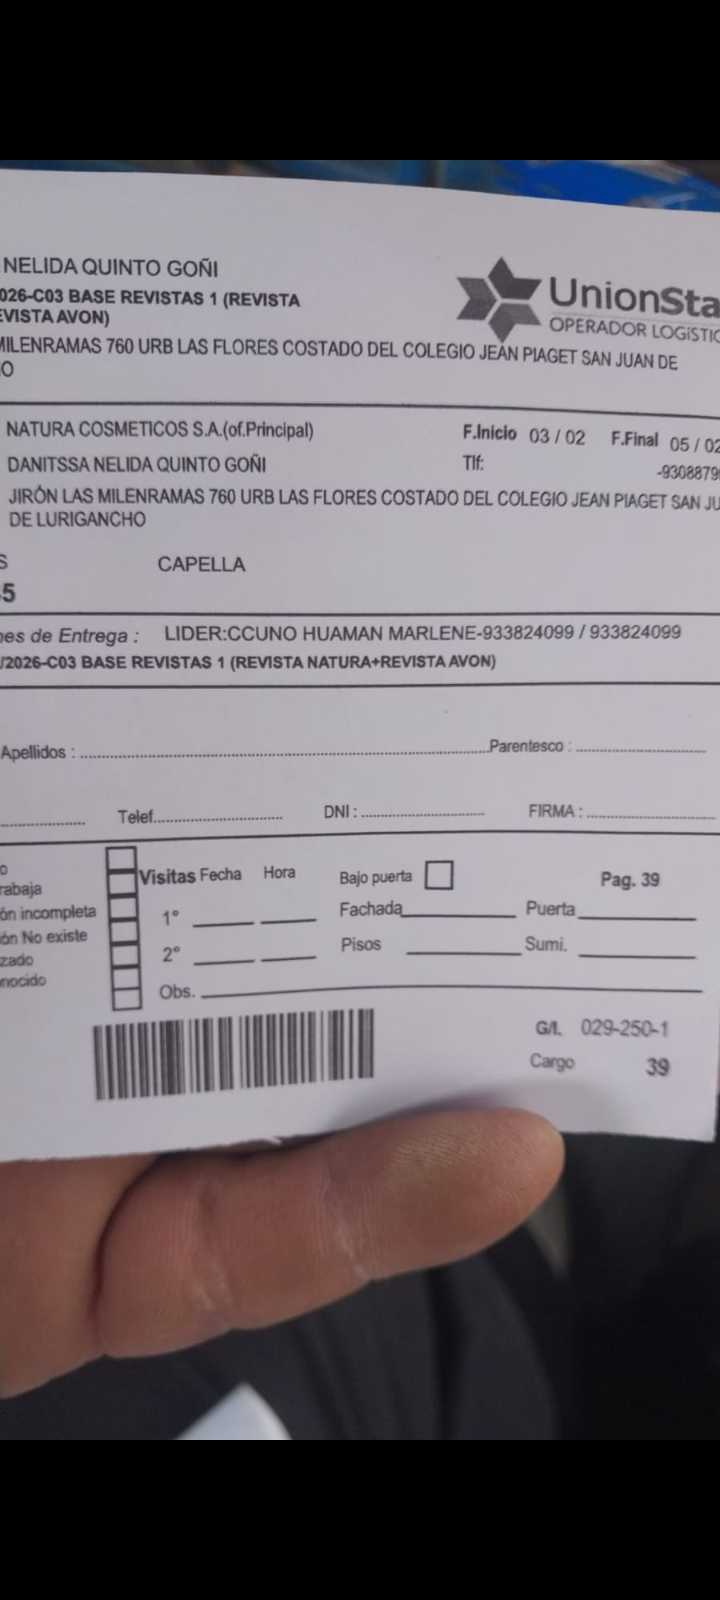 NELIDA QUINTO GOÑI
026-C03 BASE REVISTAS 1 (REVISTA
EVISTA AVON)
UnionSta
OPERADOR LOGÍSTIC
MILENRAMAS 760 URB LAS FLORES COSTADO DEL COLEGIO JEAN PIAGET SAN JUAN DE
O
NATURA COSMETICOS S.A.(of.Principal)
F.Inicio 03 / 02 F.Final 05 / 02
DANITSSA NELIDA QUINTO GOÑI
Tlf: -9308879
JIRÓN LAS MILENRAMAS 760 URB LAS FLORES COSTADO DEL COLEGIO JEAN PIAGET SAN JU
DE LURIGANCHO
S CAPELLA
5
nes de Entrega : LIDER:CCUNO HUAMAN MARLENE-933824099 / 933824099
/2026-C03 BASE REVISTAS 1 (REVISTA NATURA+REVISTA AVON)
Apellidos : Parentesco :
Telef. DNI : FIRMA :
o
rabaja
ón incompleta
ón No existe
zado
nocido
Visitas Fecha Hora
1°
2°
Obs.
Bajo puerta
Fachada
Pisos
Pag. 39
Puerta
Sumi.
G/I. 029-250-1
Cargo 39